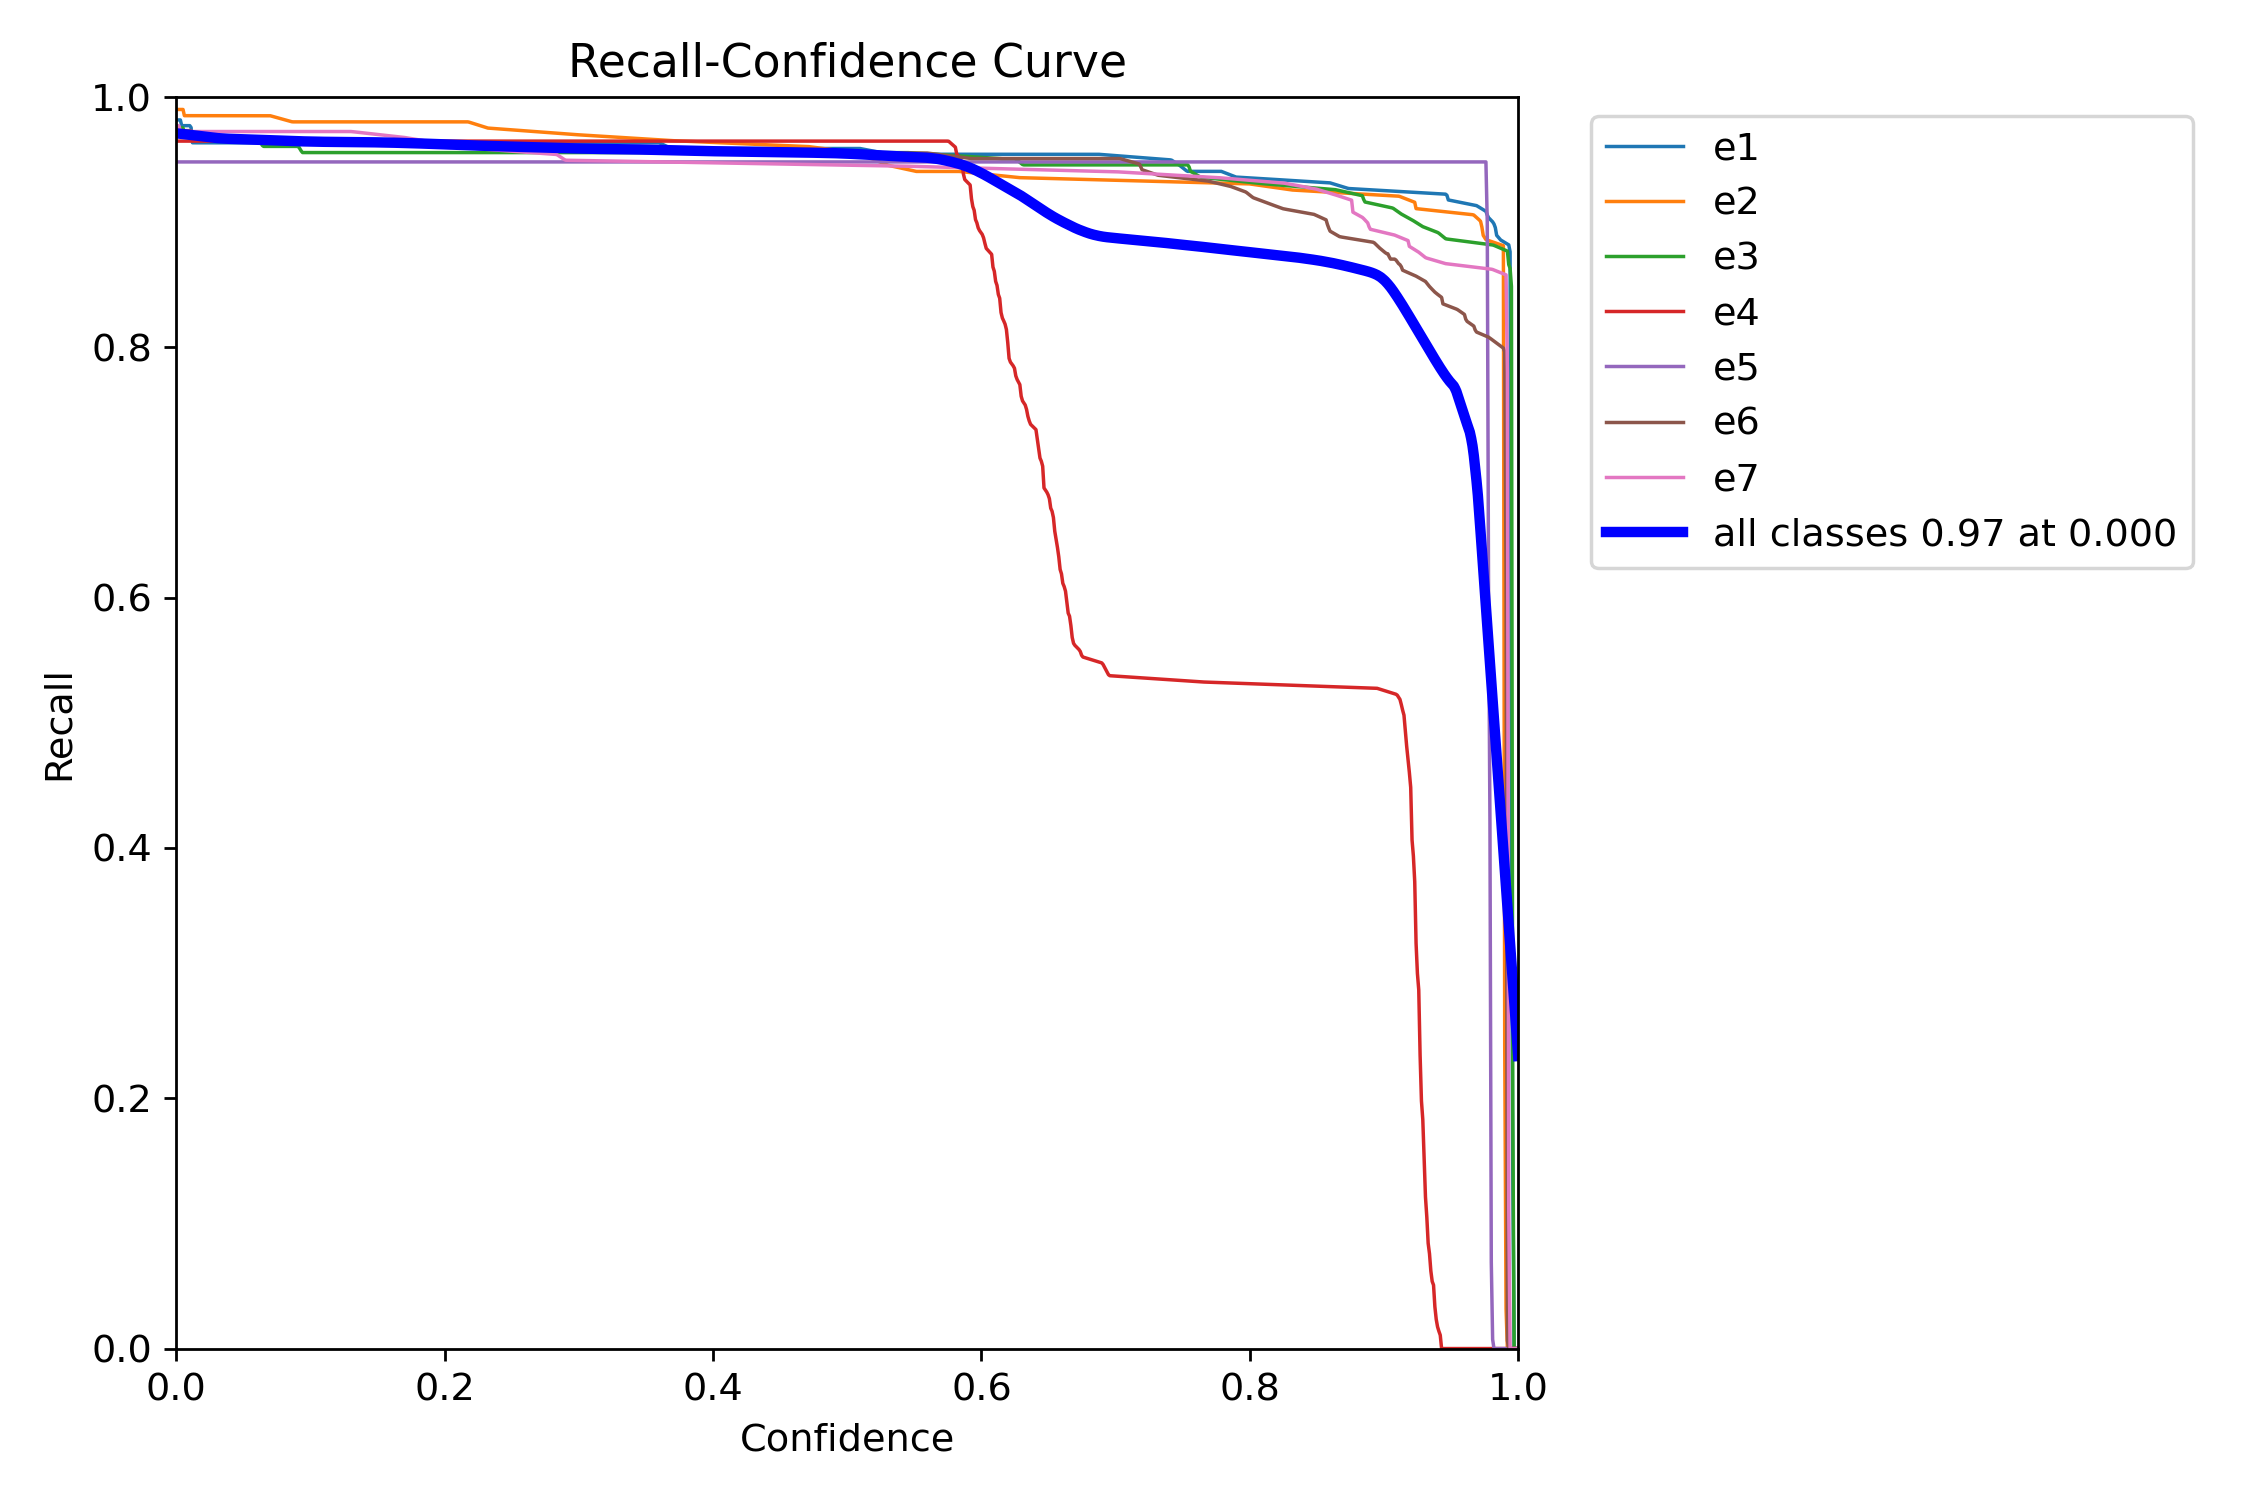 Recall-Confidence Curve
1.0
0.8
0.6
0.4
0.2
0.0
Recall
0.0 0.2 0.4 0.6 0.8 1.0
Confidence
e1
e2
e3
e4
e5
e6
e7
all classes 0.97 at 0.000